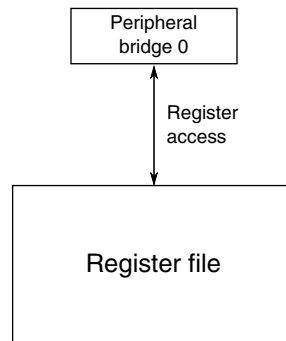 Peripheral
bridge 0
Register
access
Register file